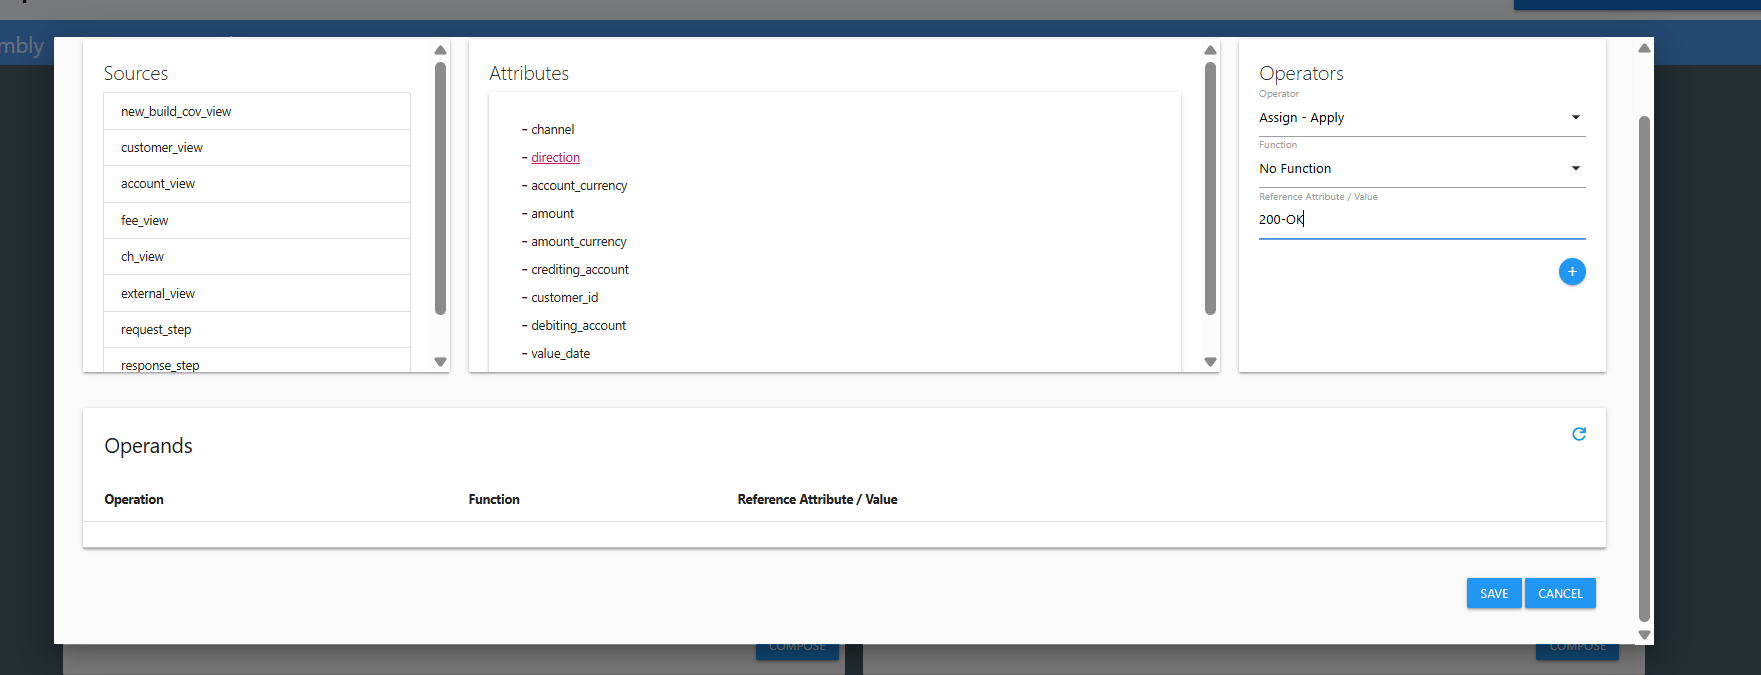 mbly
Sources
new_build_cov_view
customer_view
account_view
fee_view
ch_view
external_view
request_step
response_step
Attributes
- channel
- direction
- account_currency
- amount
- amount_currency
- crediting_account
- customer_id
- debiting_account
- value_date
Operators
Operator
Assign - Apply
Function
No Function
Reference Attribute / Value
200-OK
+
Operands
Operation Function Reference Attribute / Value
SAVE CANCEL
COMPOSE COMPOSE